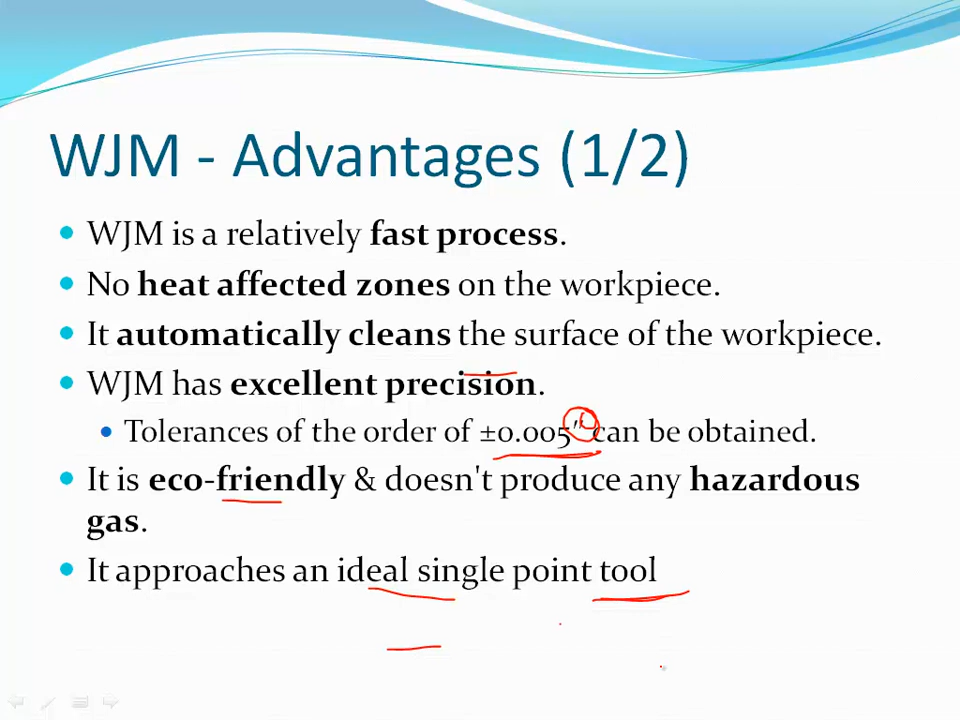 WJM - Advantages (1/2)
WJM is a relatively fast process.
No heat affected zones on the workpiece.
It automatically cleans the surface of the workpiece.
WJM has excellent precision.
Tolerances of the order of ±0.005" can be obtained.
It is eco-friendly & doesn't produce any hazardous
gas.
It approaches an ideal single point tool